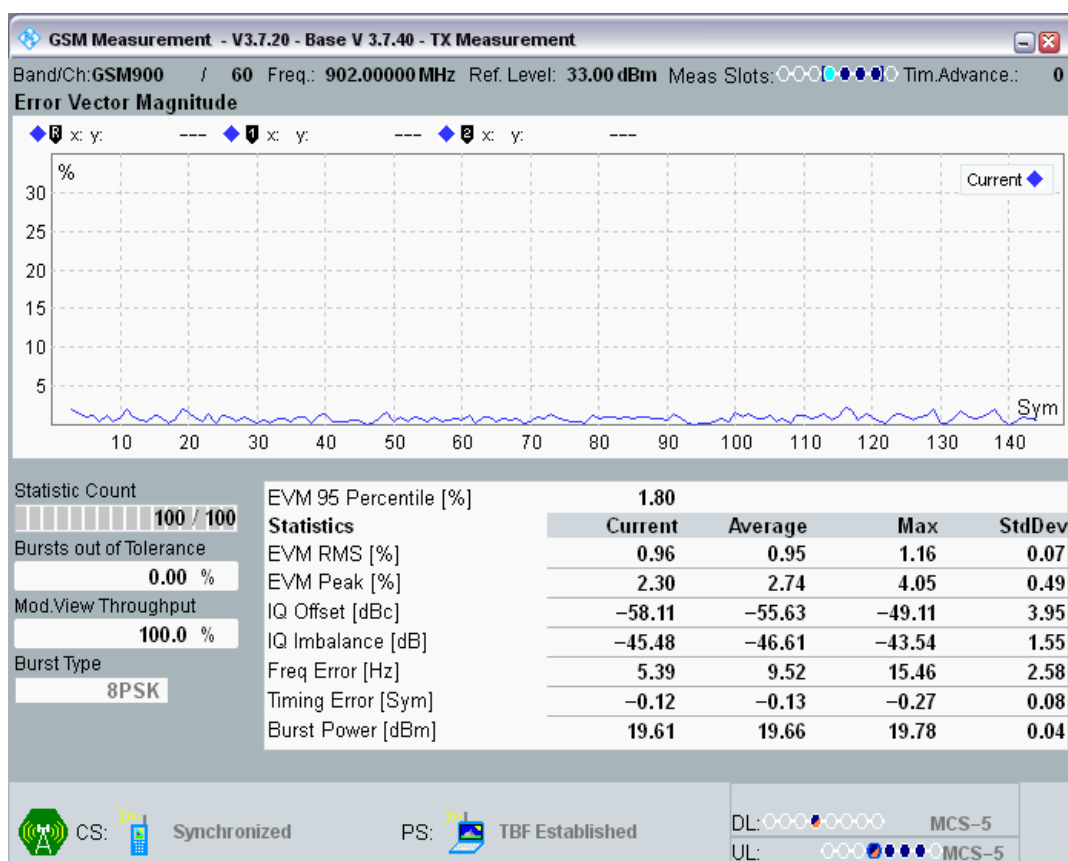 GSM Measurement - V3.7.20 - Base V 3.7.40 - TX Measurement
Band/Ch:GSM900 / 60 Freq.: 902.00000 MHz Ref. Level: 33.00 dBm Meas Slots: Tim.Advance.: 0
Error Vector Magnitude
R x: y: --- 1 x: y: --- 2 x: y: ---
%
Current
30
25
20
15
10
5
Sym
10 20 30 40 50 60 70 80 90 100 110 120 130 140
Statistic Count
100 / 100
Bursts out of Tolerance
0.00 %
Mod.View Throughput
100.0 %
Burst Type
8PSK
EVM 95 Percentile [%] 1.80
Statistics Current Average Max StdDev
EVM RMS [%] 0.96 0.95 1.16 0.07
EVM Peak [%] 2.30 2.74 4.05 0.49
IQ Offset [dBc] −58.11 −55.63 −49.11 3.95
IQ Imbalance [dB] −45.48 −46.61 −43.54 1.55
Freq Error [Hz] 5.39 9.52 15.46 2.58
Timing Error [Sym] −0.12 −0.13 −0.27 0.08
Burst Power [dBm] 19.61 19.66 19.78 0.04
CS: Synchronized PS: TBF Established
DL: MCS−5
UL: MCS−5